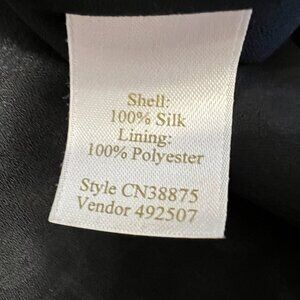 Shell:
100% Silk
Lining:
100% Polyester
Style CN38875
Vendor 492507